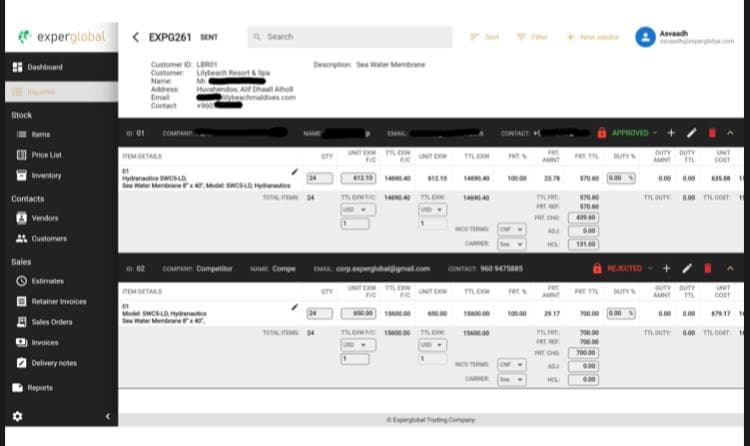 experglobal
EXPG261 SENT
Search
Sort
Filter
+ New vendor
Asvaadh
Dashboard
Inquiries
Stock
Items
Price List
Inventory
Contacts
Vendors
Customers
Sales
Estimates
Retainer Invoices
Sales Orders
Invoices
Delivery notes
Reports
Customer ID: LBR01
Description: Sea Water Membrane
Customer: Lilybeach Resort & Spa
Name: M
Address: Huvahendoo, Alif Dhaall Atholl
Email: lilybeachmaldives.com
Contact: +960
ID: 01 COMPANY: NAME: EMAIL: CONTACT: APPROVED +
ITEM DETAILS QTY UNIT EXW F/C TTL EXW F/C UNIT EXW TTL EXW FRT. % FRT. AMNT FRT. TTL DUTY % DUTY AMNT DUTY TTL UNIT COST
01
Hydranautics SWC5-LD, 24 612.10 14690.40 612.10 14690.40 100.00 23.78 570.60 0.00 % 0.00 0.00 635.88
Sea Water Membrane 8" x 40", Model: SWC5-LD, Hydranautics
TOTAL ITEMS: 24 TTL EXW F/C: 14690.40 TTL EXW: 14690.40 TTL FRT.: 570.60 TTL DUTY: 0.00 TTL COST:
USD USD FRT. REF: 570.60
1 1 FRT. CHG: 439.60
INCO TERMS: CNF ADJ: 0.00
CARRIER: Sea HCL: 131.00
ID: 02 COMPANY: Competitor NAME: Compe EMAIL: corp.experglobal@gmail.com CONTACT: 960 9475885 REJECTED +
ITEM DETAILS QTY UNIT EXW F/C TTL EXW F/C UNIT EXW TTL EXW FRT. % FRT. AMNT FRT. TTL DUTY % DUTY AMNT DUTY TTL UNIT COST
01
Model: SWC5-LD, Hydranautics 24 650.00 15600.00 650.00 15600.00 100.00 29.17 700.00 0.00 % 0.00 0.00 679.17
Sea Water Membrane 8" x 40",
TOTAL ITEMS: 24 TTL EXW F/C: 15600.00 TTL EXW: 15600.00 TTL FRT.: 700.00 TTL DUTY: 0.00 TTL COST:
USD USD FRT. REF: 700.00
1 1 FRT. CHG: 700.00
INCO TERMS: CNF ADJ: 0.00
CARRIER: Sea HCL: 0.00
© Experglobal Trading Company